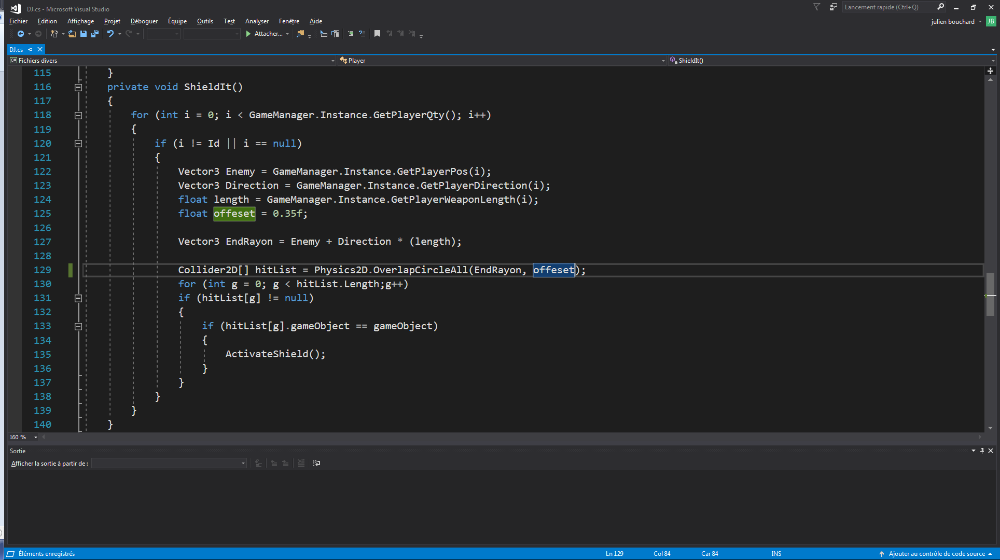 DJ.cs - Microsoft Visual Studio
Lancement rapide (Ctrl+Q)
Fichier Edition Affichage Projet Déboguer Équipe Outils Test Analyser Fenêtre Aide
julien bouchard JB
Attacher...
DJ.cs
C# Fichiers divers
Player
ShieldIt()
115 }
116 private void ShieldIt()
117 {
118 for (int i = 0; i < GameManager.Instance.GetPlayerQty(); i++)
119 {
120 if (i != Id || i == null)
121 {
122 Vector3 Enemy = GameManager.Instance.GetPlayerPos(i);
123 Vector3 Direction = GameManager.Instance.GetPlayerDirection(i);
124 float length = GameManager.Instance.GetPlayerWeaponLength(i);
125 float offeset = 0.35f;
126
127 Vector3 EndRayon = Enemy + Direction * (length);
128
129 Collider2D[] hitList = Physics2D.OverlapCircleAll(EndRayon, offeset);
130 for (int g = 0; g < hitList.Length;g++)
131 if (hitList[g] != null)
132 {
133 if (hitList[g].gameObject == gameObject)
134 {
135 ActivateShield();
136 }
137 }
138 }
139 }
140 }
160 %
Sortie
Afficher la sortie à partir de :
Éléments enregistrés
Ln 129 Col 84 Car 84 INS
Ajouter au contrôle de code source